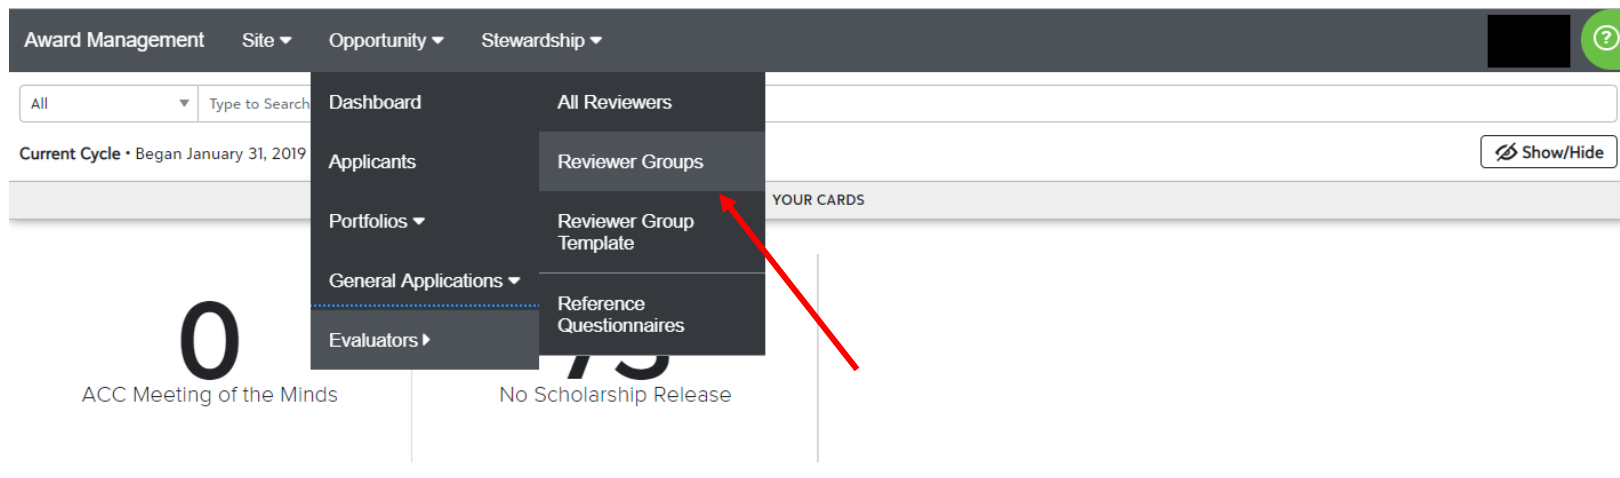 Award Management Site Opportunity Stewardship ?
All Type to Search
Dashboard All Reviewers
Current Cycle • Began January 31, 2019
Applicants Reviewer Groups
Show/Hide
YOUR CARDS
Portfolios Reviewer Group
Template
General Applications
Reference
Questionnaires
Evaluators
0
ACC Meeting of the Minds
No Scholarship Release